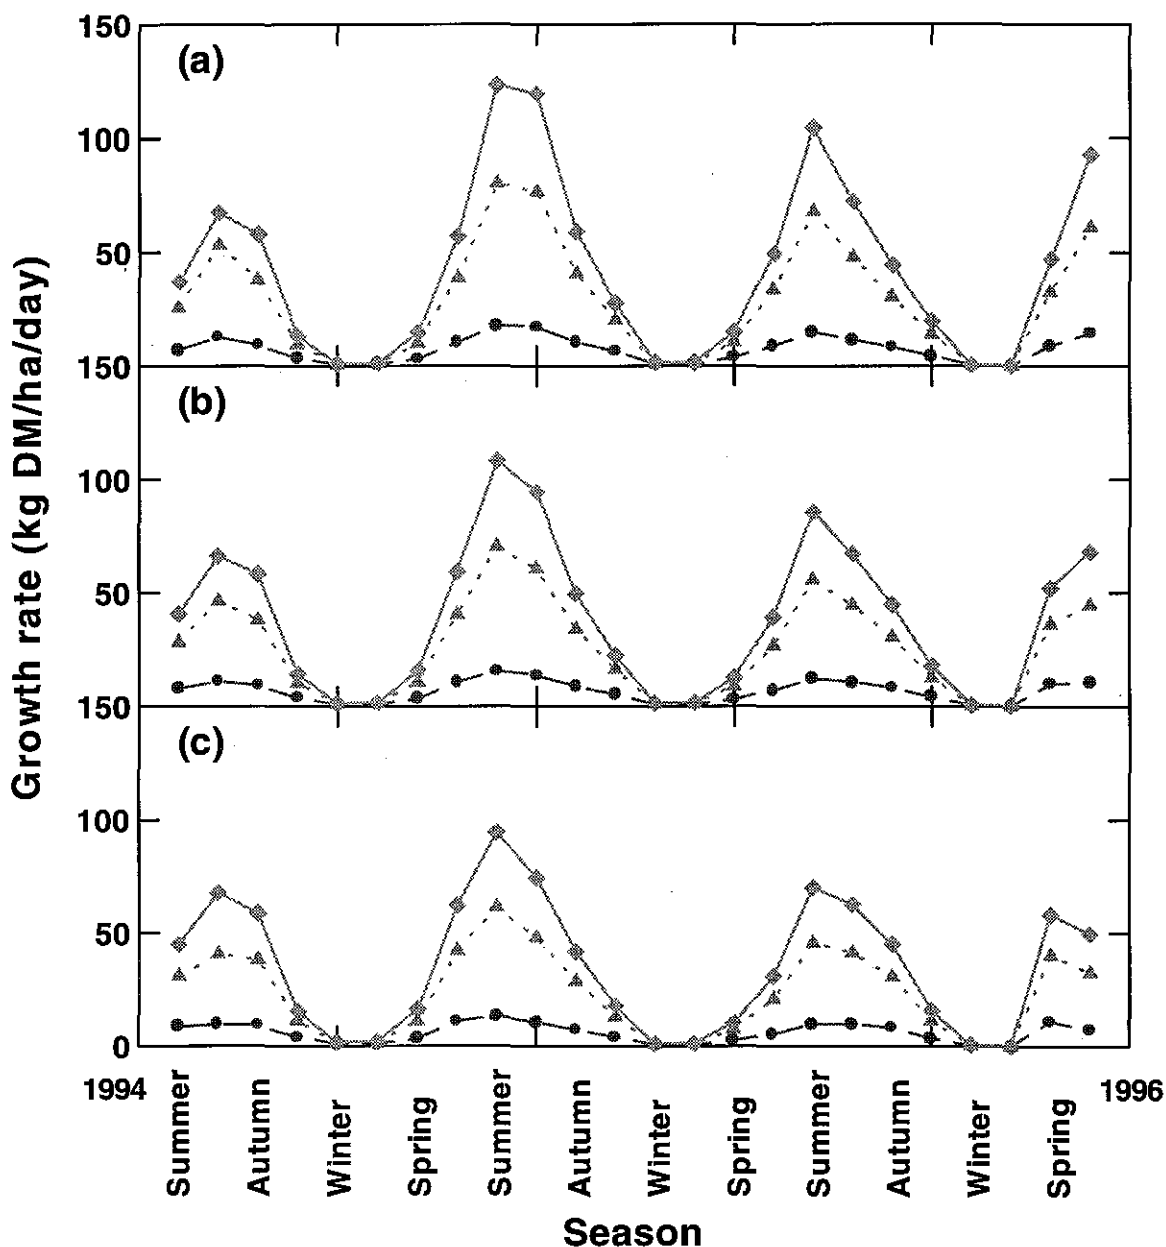 150
(a)
100
50
150
(b)
100
50
150
(c)
100
50
0
Growth rate (kg DM/ha/day)
1994
Summer
Autumn
Winter
Spring
Summer
Autumn
Winter
Spring
Summer
Autumn
Winter
Spring
1996
Season